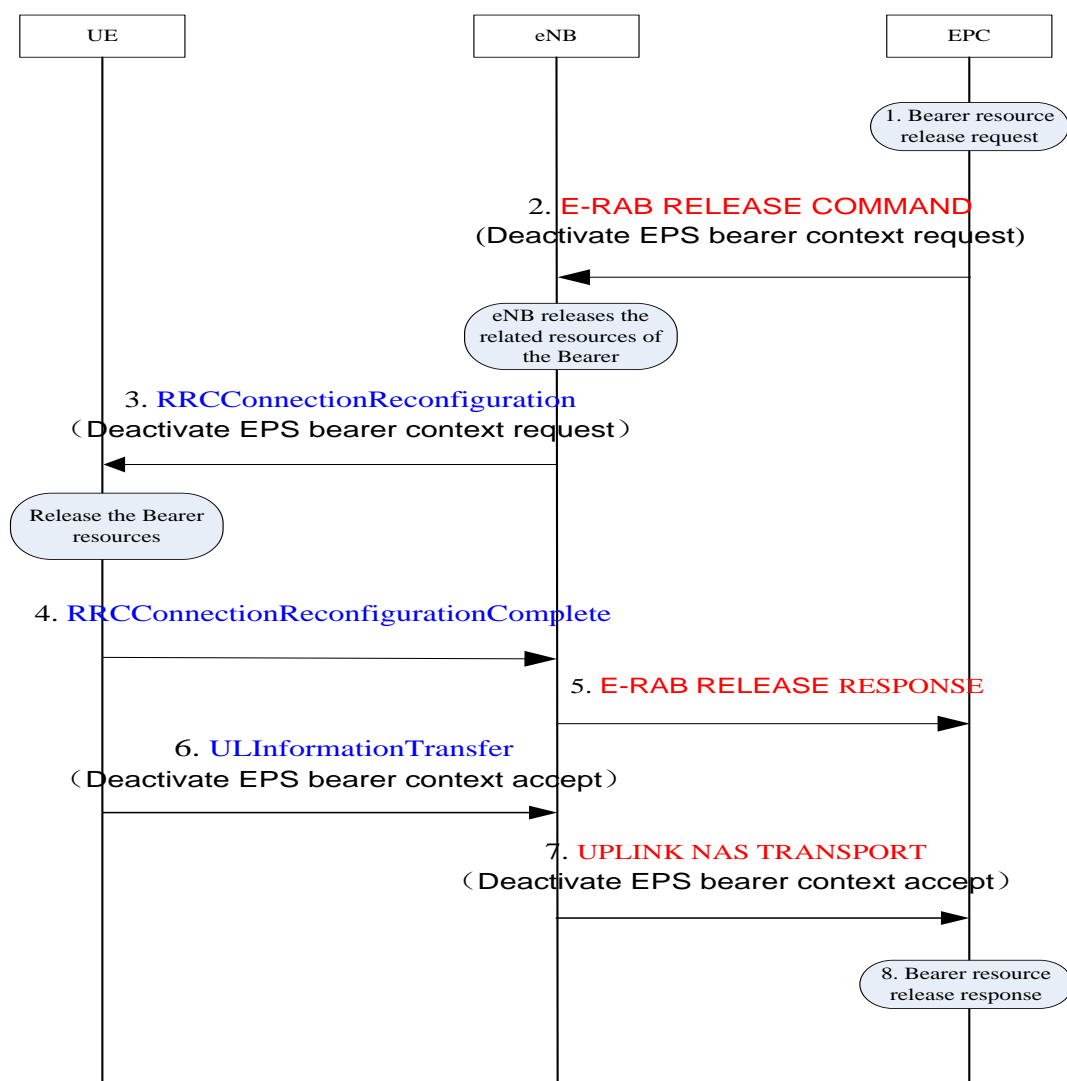 UE
eNB
EPC
1. Bearer resource
release request
2. E-RAB RELEASE COMMAND
(Deactivate EPS bearer context request)
eNB releases the
related resources of
the Bearer
3. RRCConnectionReconfiguration
（Deactivate EPS bearer context request）
Release the Bearer
resources
4. RRCConnectionReconfigurationComplete
5. E-RAB RELEASE RESPONSE
6. ULInformationTransfer
（Deactivate EPS bearer context accept）
7. UPLINK NAS TRANSPORT
（Deactivate EPS bearer context accept）
8. Bearer resource
release response